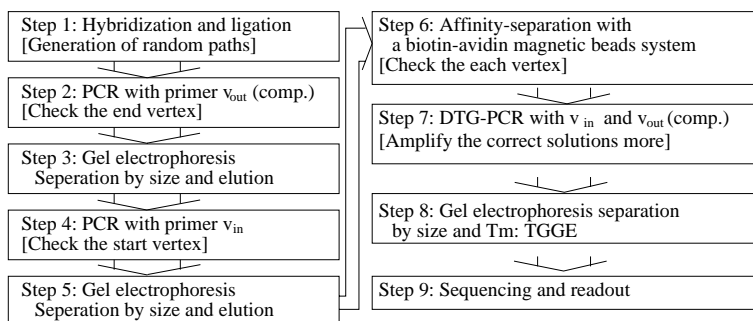 Step 1: Hybridization and ligation
[Generation of random paths]
Step 2: PCR with primer vout (comp.)
[Check the end vertex]
Step 3: Gel electrophoresis
Seperation by size and elution
Step 4: PCR with primer vin
[Check the start vertex]
Step 5: Gel electrophoresis
Seperation by size and elution
Step 6: Affinity-separation with
a biotin-avidin magnetic beads system
[Check the each vertex]
Step 7: DTG-PCR with v in and vout (comp.)
[Amplify the correct solutions more]
Step 8: Gel electrophoresis separation
by size and Tm: TGGE
Step 9: Sequencing and readout